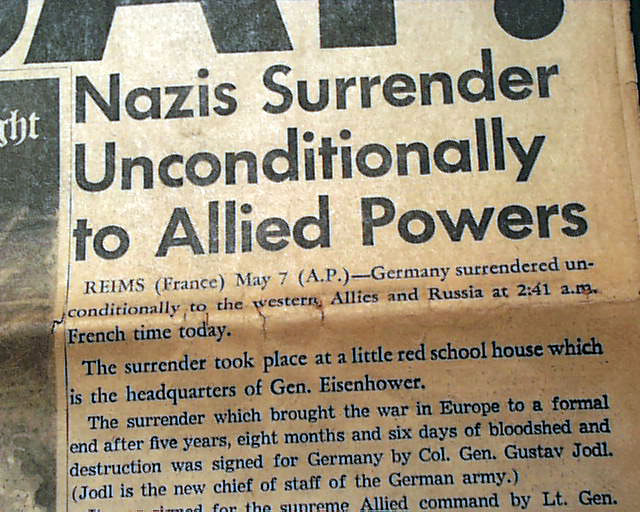 AY!
ght
Nazis Surrender
Unconditionally
to Allied Powers
REIMS (France) May 7 (A.P.)—Germany surrendered un-
conditionally to the western Allies and Russia at 2:41 a.m.
French time today.
The surrender took place at a little red school house which
is the headquarters of Gen. Eisenhower.
The surrender which brought the war in Europe to a formal
end after five years, eight months and six days of bloodshed and
destruction was signed for Germany by Col. Gen. Gustav Jodl.
(Jodl is the new chief of staff of the German army.)
signed for the supreme Allied command by Lt. Gen.